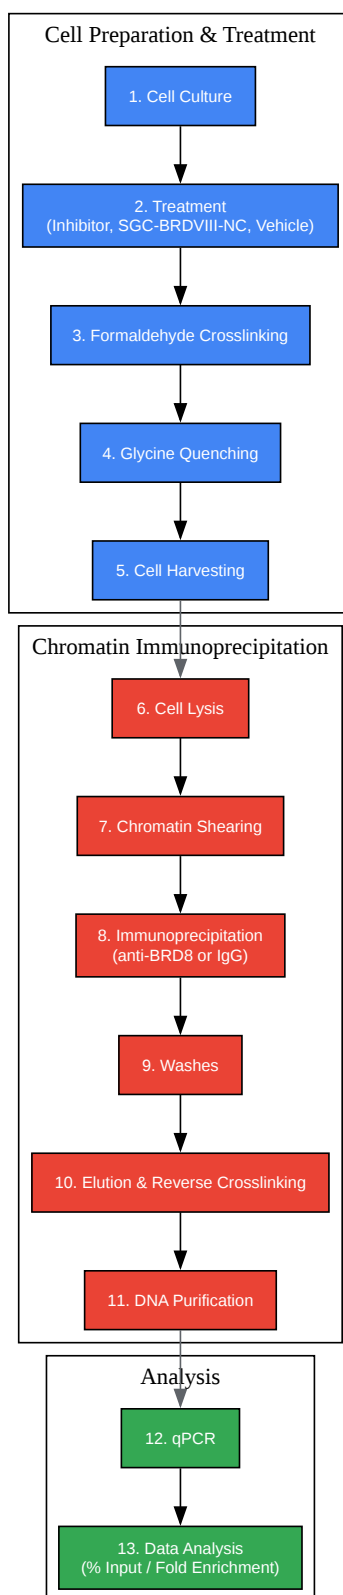 Cell Preparation & Treatment
1. Cell Culture
2. Treatment
(Inhibitor, SGC-BRDVIII-NC, Vehicle)
3. Formaldehyde Crosslinking
4. Glycine Quenching
5. Cell Harvesting
Chromatin Immunoprecipitation
6. Cell Lysis
7. Chromatin Shearing
8. Immunoprecipitation
(anti-BRD8 or IgG)
9. Washes
10. Elution & Reverse Crosslinking
11. DNA Purification
Analysis
12. qPCR
13. Data Analysis
(% Input / Fold Enrichment)